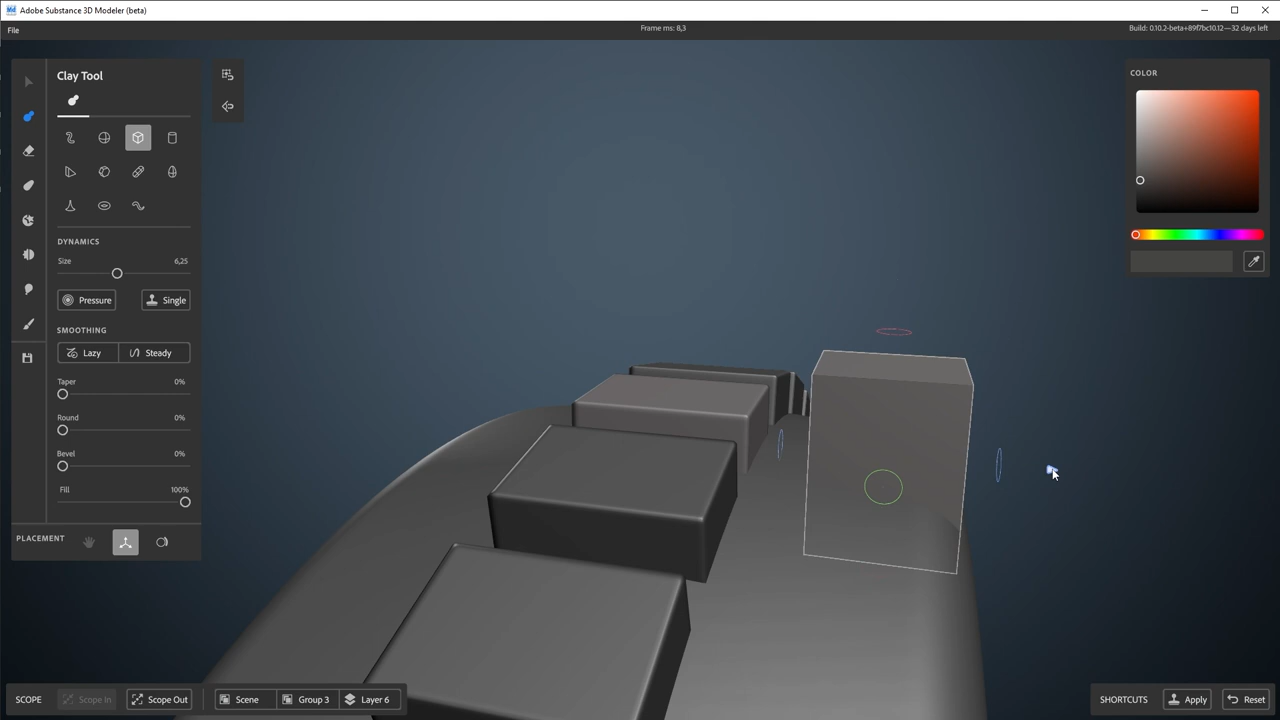 Adobe Substance 3D Modeler (beta)
File
Frame ms: 8,3
Build: 0.10.2-beta+89f7bc10.12—32 days left
Clay Tool
DYNAMICS
Size 6,25
Pressure Single
SMOOTHING
Lazy Steady
Taper 0%
Round 0%
Bevel 0%
Fill 100%
PLACEMENT
COLOR
SCOPE Scope In Scope Out Scene Group 3 Layer 6
SHORTCUTS Apply Reset